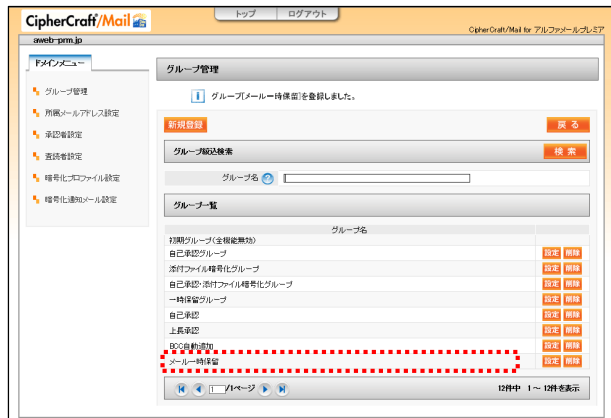 CipherCraft/Mail
トップ ログアウト
CipherCraft/Mail for アルファメールプレミア
aweb-prm.jp
ドメインメニュー
グループ管理
所属メールアドレス設定
承認者設定
査読者設定
暗号化プロファイル設定
暗号化通知メール設定
グループ管理
グループ[メール一時保留]を登録しました。
新規登録 戻る
グループ絞込検索 検索
グループ名
グループ一覧
グループ名
初期グループ(全機能無効)
自己承認グループ 設定 削除
添付ファイル暗号化グループ 設定 削除
自己承認・添付ファイル暗号化グループ 設定 削除
一時保留グループ 設定 削除
自己承認 設定 削除
上長承認 設定 削除
BCC自動追加 設定 削除
メール一時保留 設定 削除
1/1ページ 12件中 1～12件を表示